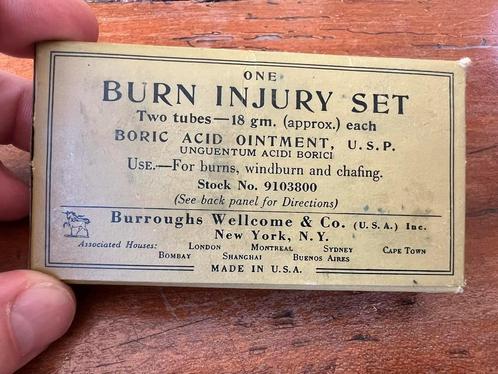 ONE
BURN INJURY SET
Two tubes—18 gm. (approx.) each
BORIC ACID OINTMENT, U.S.P.
UNGUENTUM ACIDI BORICI
USE.—For burns, windburn and chafing.
Stock No. 9103800
(See back panel for Directions)
Burroughs Wellcome & Co. (U.S.A.) Inc.
New York, N.Y.
Associated Houses: LONDON MONTREAL SYDNEY CAPE TOWN
BOMBAY SHANGHAI BUENOS AIRES
MADE IN U.S.A.